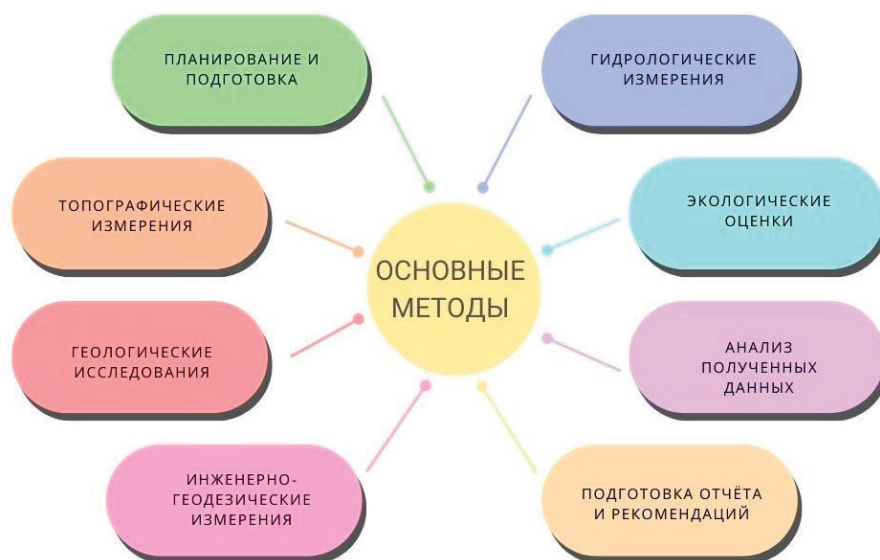 ПЛАНИРОВАНИЕ И
ПОДГОТОВКА
ГИДРОЛОГИЧЕСКИЕ
ИЗМЕРЕНИЯ
ТОПОГРАФИЧЕСКИЕ
ИЗМЕРЕНИЯ
ЭКОЛОГИЧЕСКИЕ
ОЦЕНКИ
ОСНОВНЫЕ
МЕТОДЫ
ГЕОЛОГИЧЕСКИЕ
ИССЛЕДОВАНИЯ
АНАЛИЗ
ПОЛУЧЕННЫХ
ДАННЫХ
ИНЖЕНЕРНО-
ГЕОДЕЗИЧЕСКИЕ
ИЗМЕРЕНИЯ
ПОДГОТОВКА ОТЧЁТА
И РЕКОМЕНДАЦИЙ